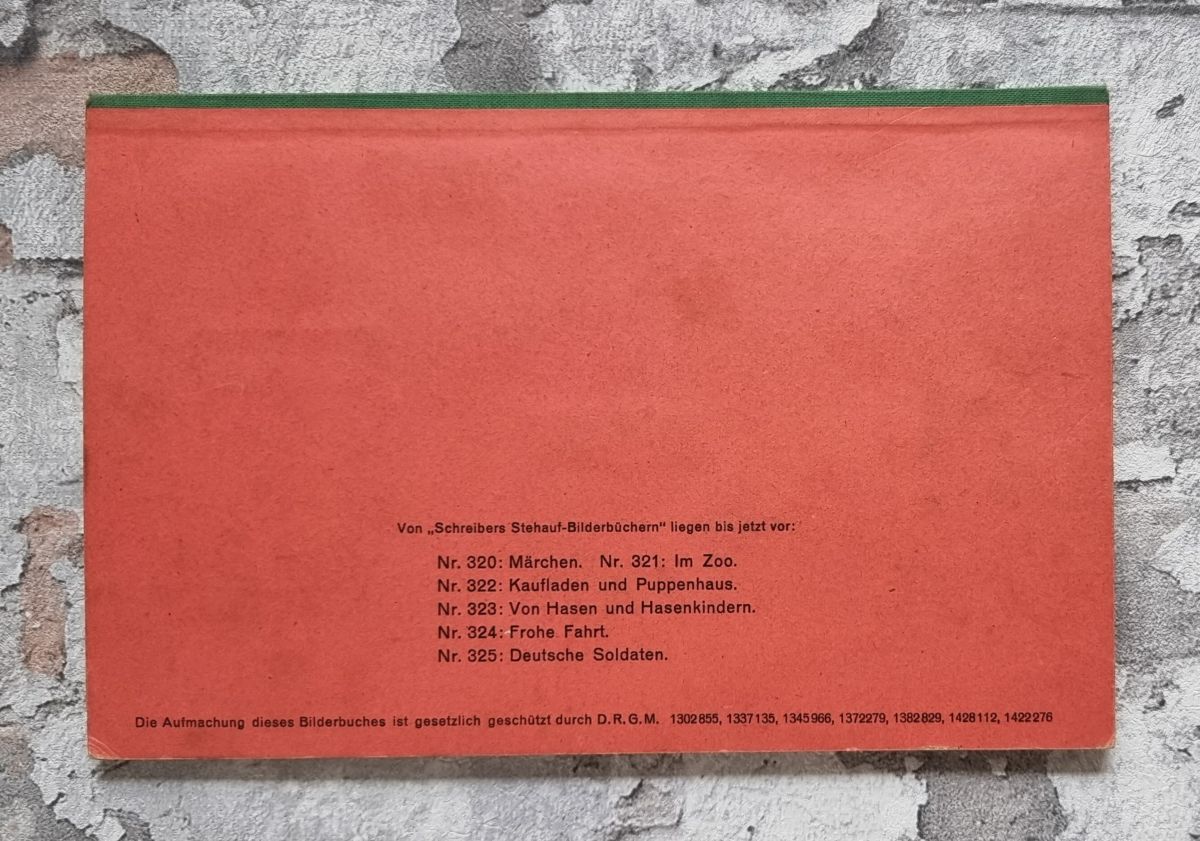 Von „Schreibers Stehauf-Bilderbüchern" liegen bis jetzt vor:
Nr. 320: Märchen. Nr. 321: Im Zoo.
Nr. 322: Kaufladen und Puppenhaus.
Nr. 323: Von Hasen und Hasenkindern.
Nr. 324: Frohe Fahrt.
Nr. 325: Deutsche Soldaten.
Die Aufmachung dieses Bilderbuches ist gesetzlich geschützt durch D.R.G.M. 1302855, 1337135, 1345966, 1372279, 1382829, 1428112, 1422276